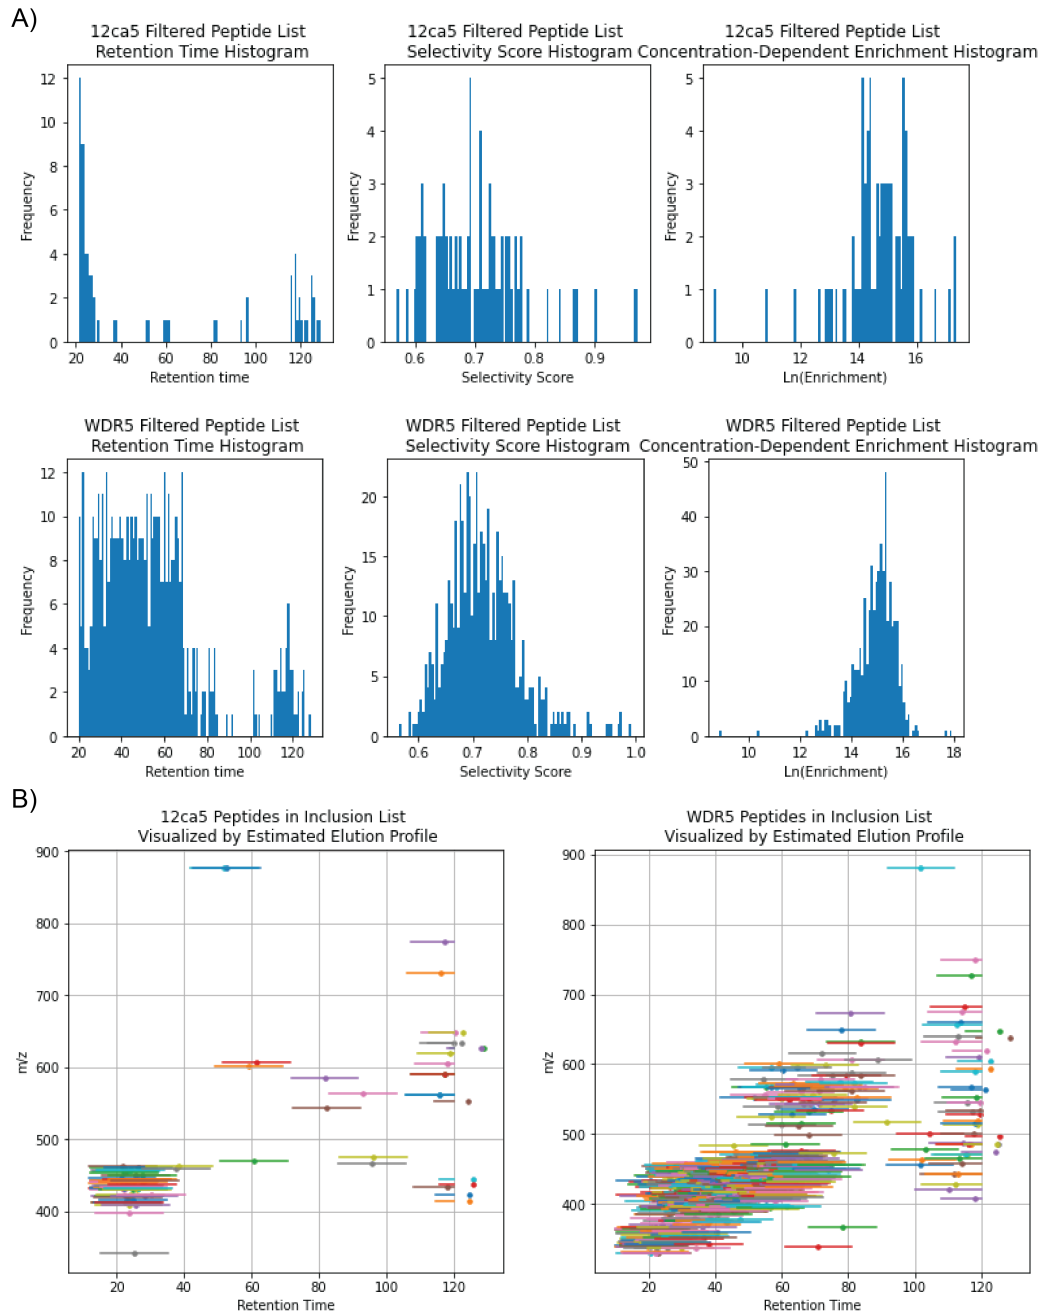 A)
12ca5 Filtered Peptide List
Retention Time Histogram
12ca5 Filtered Peptide List
Selectivity Score Histogram
12ca5 Filtered Peptide List
Concentration-Dependent Enrichment Histogram
Frequency
12
10
8
6
4
2
0
20 40 60 80 100 120
Retention time
Frequency
5
4
3
2
1
0
0.6 0.7 0.8 0.9
Selectivity Score
Frequency
5
4
3
2
1
0
10 12 14 16
Ln(Enrichment)
WDR5 Filtered Peptide List
Retention Time Histogram
WDR5 Filtered Peptide List
Selectivity Score Histogram
WDR5 Filtered Peptide List
Concentration-Dependent Enrichment Histogram
Frequency
12
10
8
6
4
2
0
20 40 60 80 100 120
Retention time
Frequency
20
15
10
5
0
0.6 0.7 0.8 0.9 1.0
Selectivity Score
Frequency
50
40
30
20
10
0
10 12 14 16 18
Ln(Enrichment)
B)
12ca5 Peptides in Inclusion List
Visualized by Estimated Elution Profile
m/z
900
800
700
600
500
400
20 40 60 80 100 120
Retention Time
WDR5 Peptides in Inclusion List
Visualized by Estimated Elution Profile
m/z
900
800
700
600
500
400
20 40 60 80 100 120
Retention Time